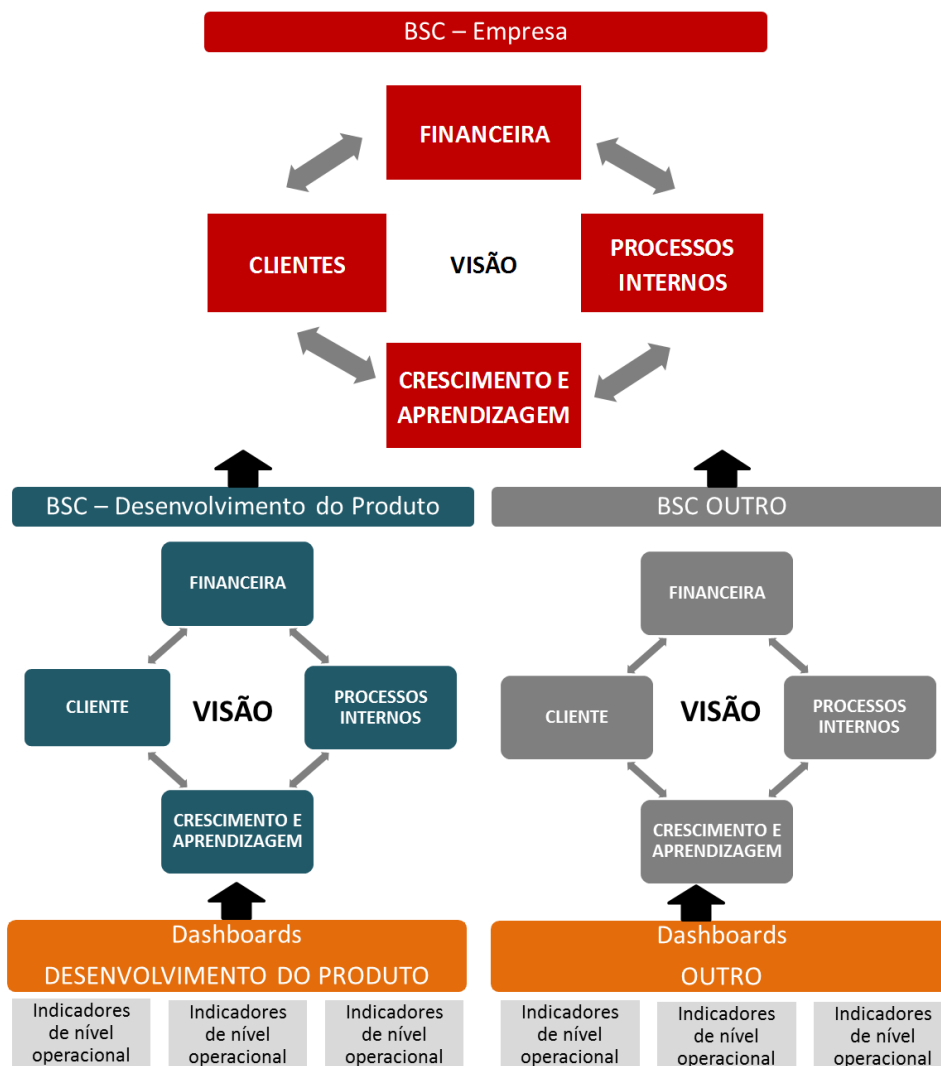 BSC – Empresa
FINANCEIRA
CLIENTES
VISÃO
PROCESSOS
INTERNOS
CRESCIMENTO E
APRENDIZAGEM
BSC – Desenvolvimento do Produto
FINANCEIRA
CLIENTE
VISÃO
PROCESSOS
INTERNOS
CRESCIMENTO E
APRENDIZAGEM
BSC OUTRO
FINANCEIRA
CLIENTE
VISÃO
PROCESSOS
INTERNOS
CRESCIMENTO E
APRENDIZAGEM
Dashboards
DESENVOLVIMENTO DO PRODUTO
Indicadores
de nível
operacional
Indicadores
de nível
operacional
Indicadores
de nível
operacional
Dashboards
OUTRO
Indicadores
de nível
operacional
Indicadores
de nível
operacional
Indicadores
de nível
operacional